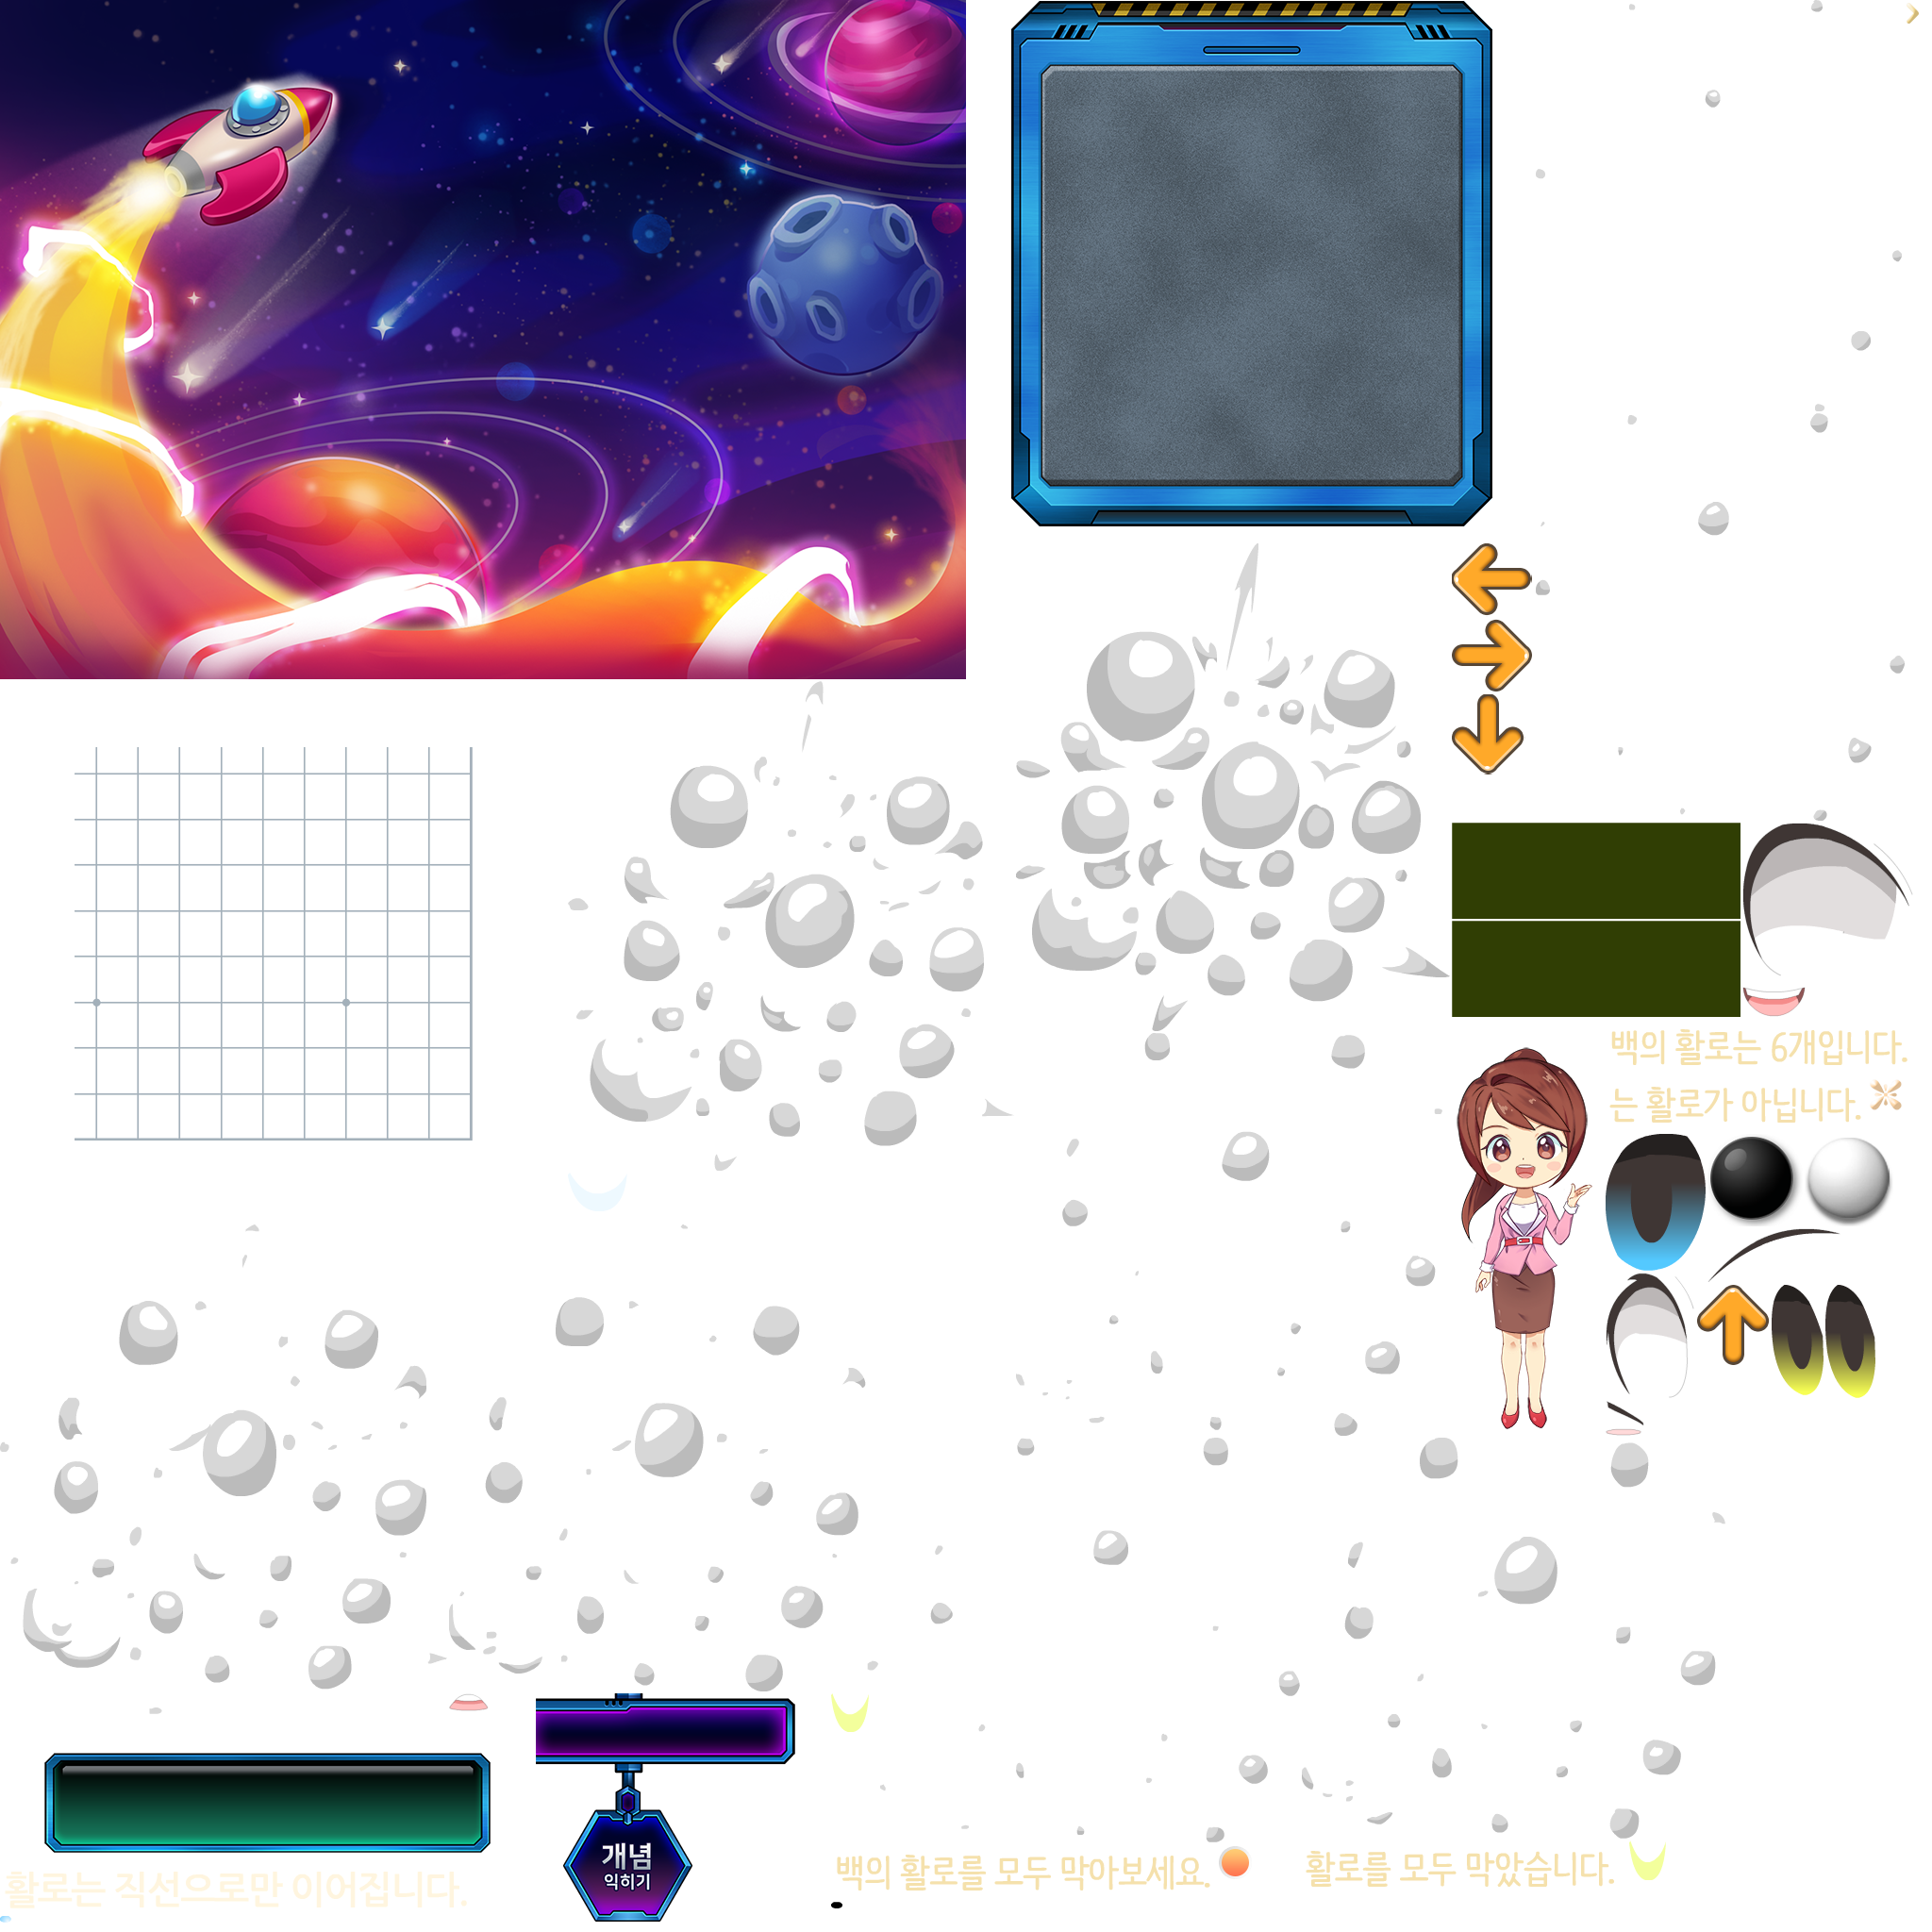 백의 활로는 6개입니다.
는 활로가 아닙니다.
개념
익히기
백의 활로를 모두 막아보세요.
활로를 모두 막았습니다.
활로는 직선으로만 이어집니다.